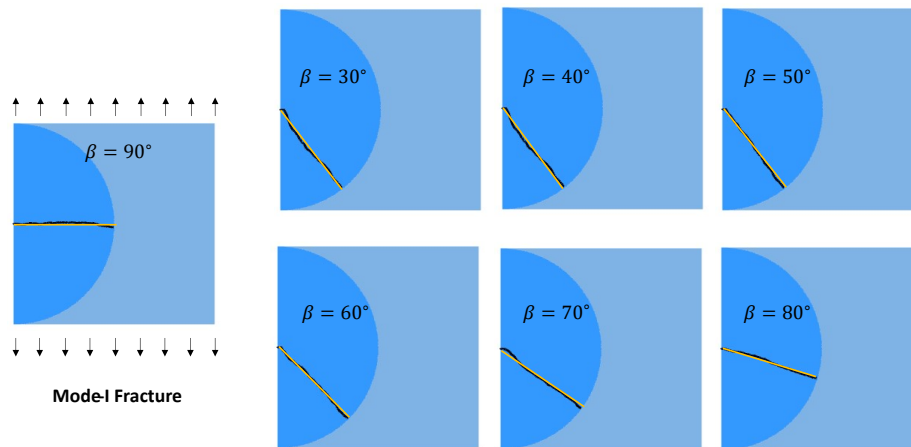 β = 90°
Mode-I Fracture
β = 30°
β = 40°
β = 50°
β = 60°
β = 70°
β = 80°